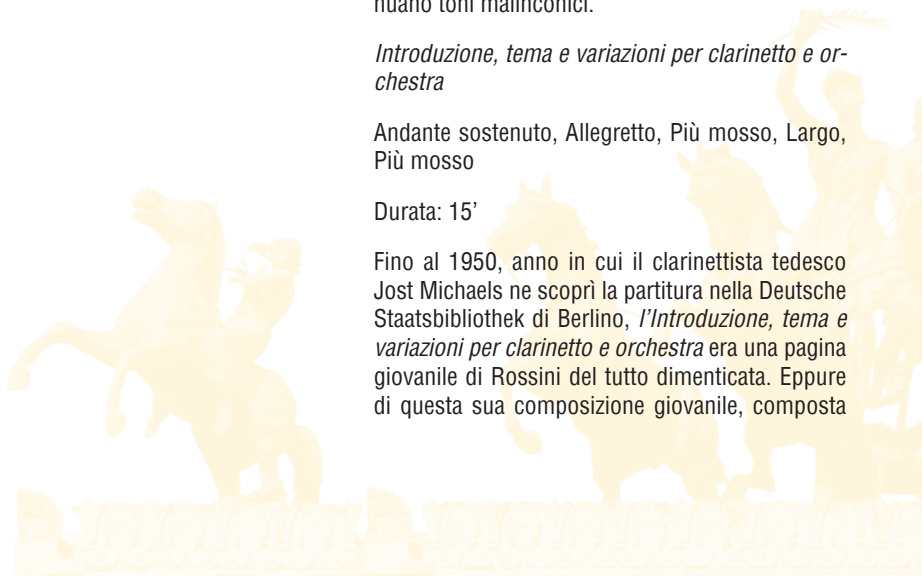 nuano toni malinconici.
Introduzione, tema e variazioni per clarinetto e or-
chestra
Andante sostenuto, Allegretto, Più mosso, Largo,
Più mosso
Durata: 15’
Fino al 1950, anno in cui il clarinettista tedesco
Jost Michaels ne scoprì la partitura nella Deutsche
Staatsbibliothek di Berlino, l’Introduzione, tema e
variazioni per clarinetto e orchestra era una pagina
giovanile di Rossini del tutto dimenticata. Eppure
di questa sua composizione giovanile, composta